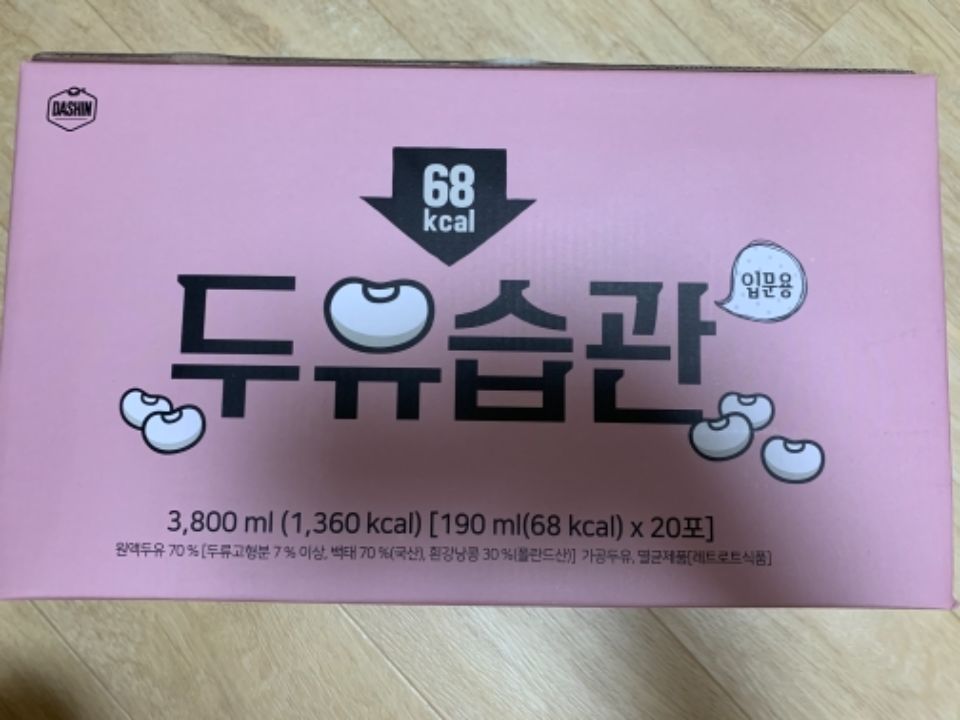 DASHIN
68
kcal
두유습관
입문용
3,800 ml (1,360 kcal) [190 ml(68 kcal) x 20포]
원액두유 70 % [두류고형분 7 % 이상, 백태 70 %(국산), 흰강낭콩 30 %(폴란드산)] 가공두유, 멸균제품[레트로트식품]